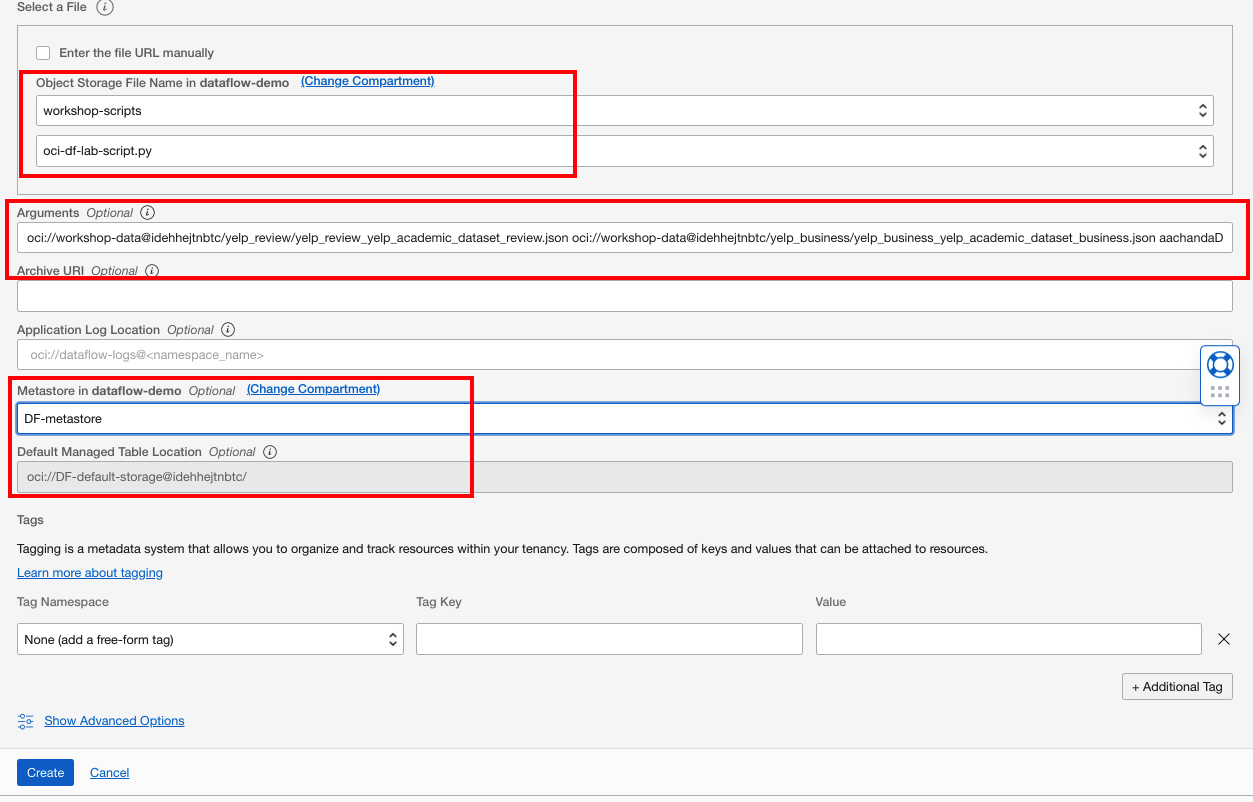 Select a File
Enter the file URL manually
Object Storage File Name in dataflow-demo (Change Compartment)
workshop-scripts
oci-df-lab-script.py
Arguments Optional
oci://workshop-data@idehhejtnbtc/yelp_review/yelp_review_yelp_academic_dataset_review.json oci://workshop-data@idehhejtnbtc/yelp_business/yelp_business_yelp_academic_dataset_business.json aachandaD
Archive URI Optional
Application Log Location Optional
oci://dataflow-logs@<namespace_name>
Metastore in dataflow-demo Optional (Change Compartment)
DF-metastore
Default Managed Table Location Optional
oci://DF-default-storage@idehhejtnbtc/
Tags
Tagging is a metadata system that allows you to organize and track resources within your tenancy. Tags are composed of keys and values that can be attached to resources.
Learn more about tagging
Tag Namespace Tag Key Value
None (add a free-form tag)
+ Additional Tag
Show Advanced Options
Create Cancel